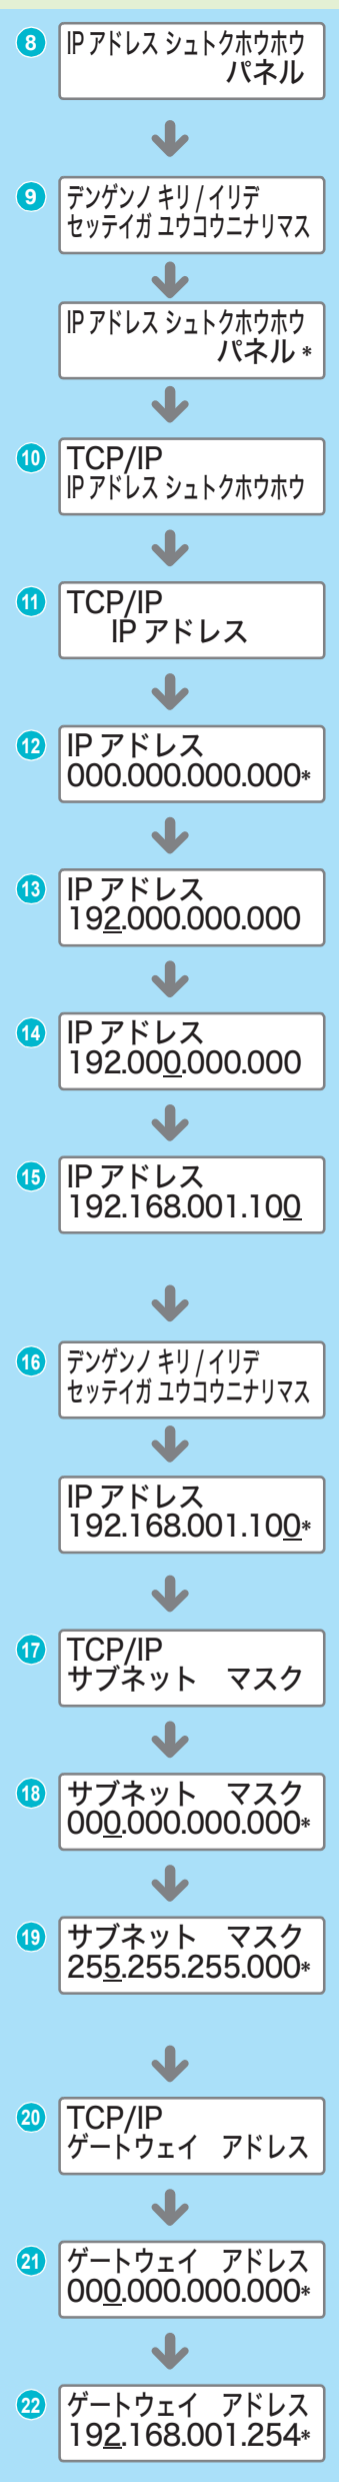 8
IP アドレス シュトクホウホウ
パネル
9
デンゲンノ キリ / イリデ
セッテイガ ユウコウニナリマス
IP アドレス シュトクホウホウ
パネル *
10
TCP/IP
IP アドレス シュトクホウホウ
11
TCP/IP
IP アドレス
12
IP アドレス
000.000.000.000*
13
IP アドレス
192.000.000.000
14
IP アドレス
192.000.000.000
15
IP アドレス
192.168.001.100
16
デンゲンノ キリ / イリデ
セッテイガ ユウコウニナリマス
IP アドレス
192.168.001.100*
17
TCP/IP
サブネット　マスク
18
サブネット　マスク
000.000.000.000*
19
サブネット　マスク
255.255.255.000*
20
TCP/IP
ゲートウェイ　アドレス
21
ゲートウェイ　アドレス
000.000.000.000*
22
ゲートウェイ　アドレス
192.168.001.254*